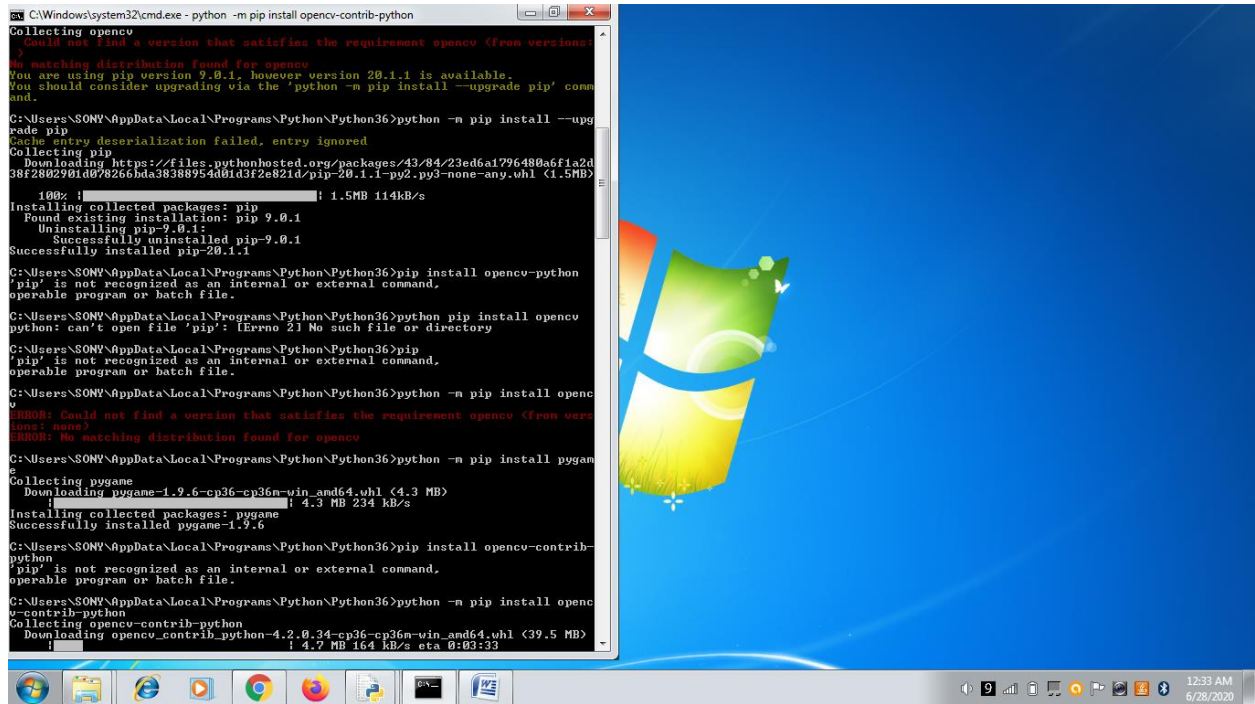 C:\Windows\system32\cmd.exe - python -m pip install opencv-contrib-python
Collecting opencv
Could not find a version that satisfies the requirement opencv (from versions:
)
No matching distribution found for opencv
You are using pip version 9.0.1, however version 20.1.1 is available.
You should consider upgrading via the 'python -m pip install --upgrade pip' comm
and.
C:\Users\SONY\AppData\Local\Programs\Python\Python36>python -m pip install --upg
rade pip
Cache entry deserialization failed, entry ignored
Collecting pip
Downloading https://files.pythonhosted.org/packages/43/84/23ed6a1796480a6f1a2d
38f2802901d078266bda38388954d01d3f2e821d/pip-20.1.1-py2.py3-none-any.whl (1.5MB)
100% |████████████████████████████████| 1.5MB 114kB/s
Installing collected packages: pip
Found existing installation: pip 9.0.1
Uninstalling pip-9.0.1:
Successfully uninstalled pip-9.0.1
Successfully installed pip-20.1.1
C:\Users\SONY\AppData\Local\Programs\Python\Python36>pip install opencv-python
'pip' is not recognized as an internal or external command,
operable program or batch file.
C:\Users\SONY\AppData\Local\Programs\Python\Python36>python pip install opencv
python: can't open file 'pip': [Errno 2] No such file or directory
C:\Users\SONY\AppData\Local\Programs\Python\Python36>pip
'pip' is not recognized as an internal or external command,
operable program or batch file.
C:\Users\SONY\AppData\Local\Programs\Python\Python36>python -m pip install openc
v
ERROR: Could not find a version that satisfies the requirement opencv (from vers
ions: none)
ERROR: No matching distribution found for opencv
C:\Users\SONY\AppData\Local\Programs\Python\Python36>python -m pip install pygam
e
Collecting pygame
Downloading pygame-1.9.6-cp36-cp36m-win_amd64.whl (4.3 MB)
|████████████████████████████████| 4.3 MB 234 kB/s
Installing collected packages: pygame
Successfully installed pygame-1.9.6
C:\Users\SONY\AppData\Local\Programs\Python\Python36>pip install opencv-contrib-
python
'pip' is not recognized as an internal or external command,
operable program or batch file.
C:\Users\SONY\AppData\Local\Programs\Python\Python36>python -m pip install openc
v-contrib-python
Collecting opencv-contrib-python
Downloading opencv_contrib_python-4.2.0.34-cp36-cp36m-win_amd64.whl (39.5 MB)
|████ | 4.7 MB 164 kB/s eta 0:03:33
9
12:33 AM
6/28/2020